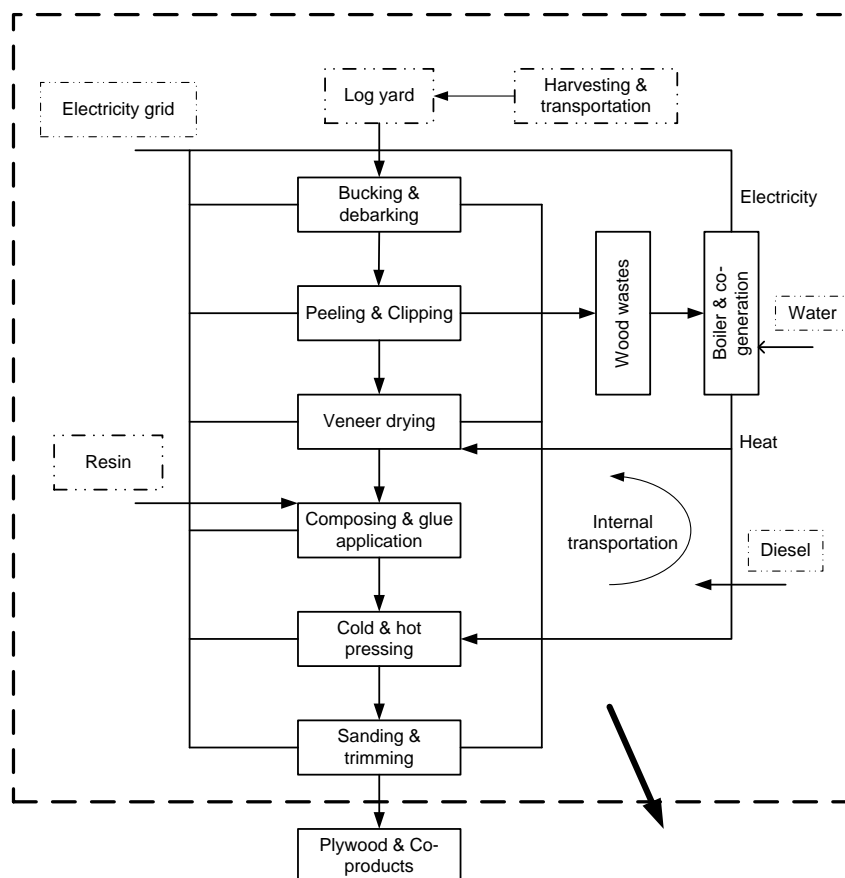 Harvesting &
transportation
Log yard
Electricity grid
Bucking &
debarking
Electricity
Peeling & Clipping
Wood wastes
Boiler & co-
generation
Water
Veneer drying
Heat
Resin
Composing & glue
application
Internal
transportation
Diesel
Cold & hot
pressing
Sanding &
trimming
Plywood & Co-
products